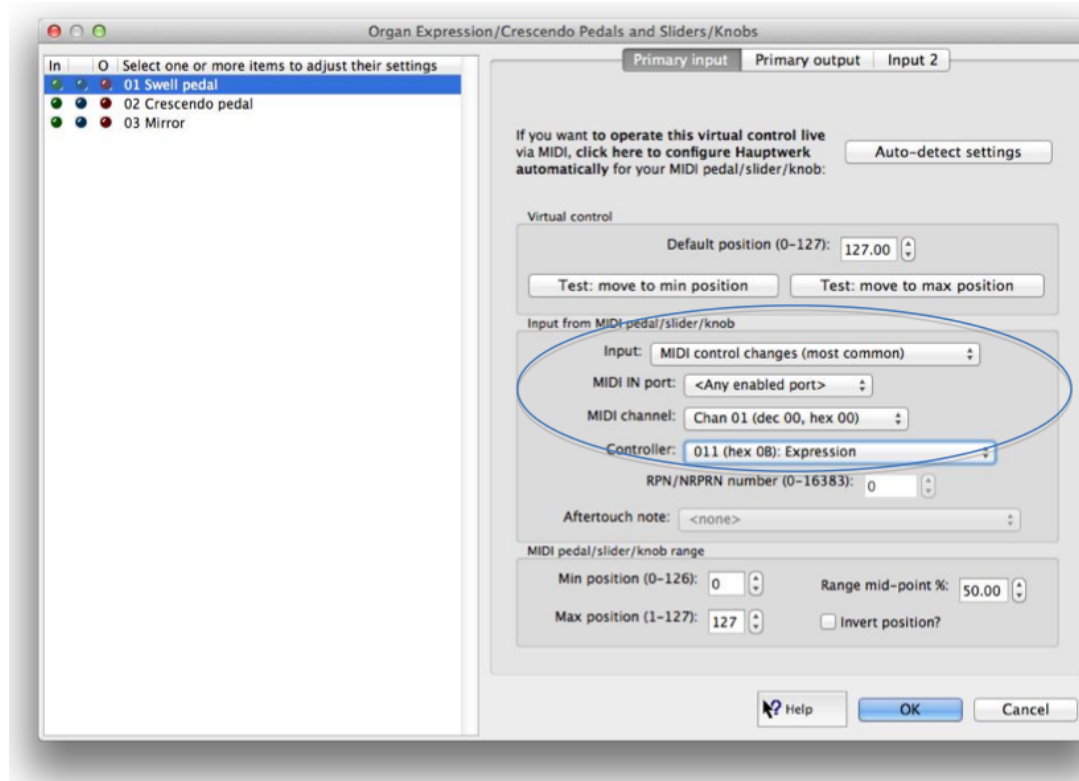 Organ Expression/Crescendo Pedals and Sliders/Knobs
In O Select one or more items to adjust their settings
01 Swell pedal
02 Crescendo pedal
03 Mirror
Primary input Primary output Input 2
If you want to operate this virtual control live
via MIDI, click here to configure Hauptwerk
automatically for your MIDI pedal/slider/knob:
Auto-detect settings
Virtual control
Default position (0-127): 127.00
Test: move to min position Test: move to max position
Input from MIDI pedal/slider/knob
Input: MIDI control changes (most common)
MIDI IN port: <Any enabled port>
MIDI channel: Chan 01 (dec 00, hex 00)
Controller: 011 (hex 0B): Expression
RPN/NRPRN number (0-16383): 0
Aftertouch note: <none>
MIDI pedal/slider/knob range
Min position (0-126): 0 Range mid-point %: 50.00
Max position (1-127): 127 Invert position?
? Help OK Cancel